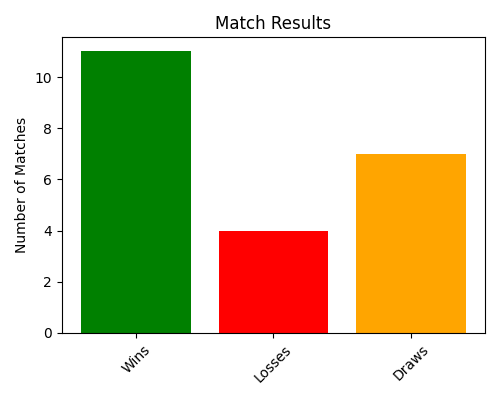 Match Results
Number of Matches
10
8
6
4
2
0
Wins
Losses
Draws